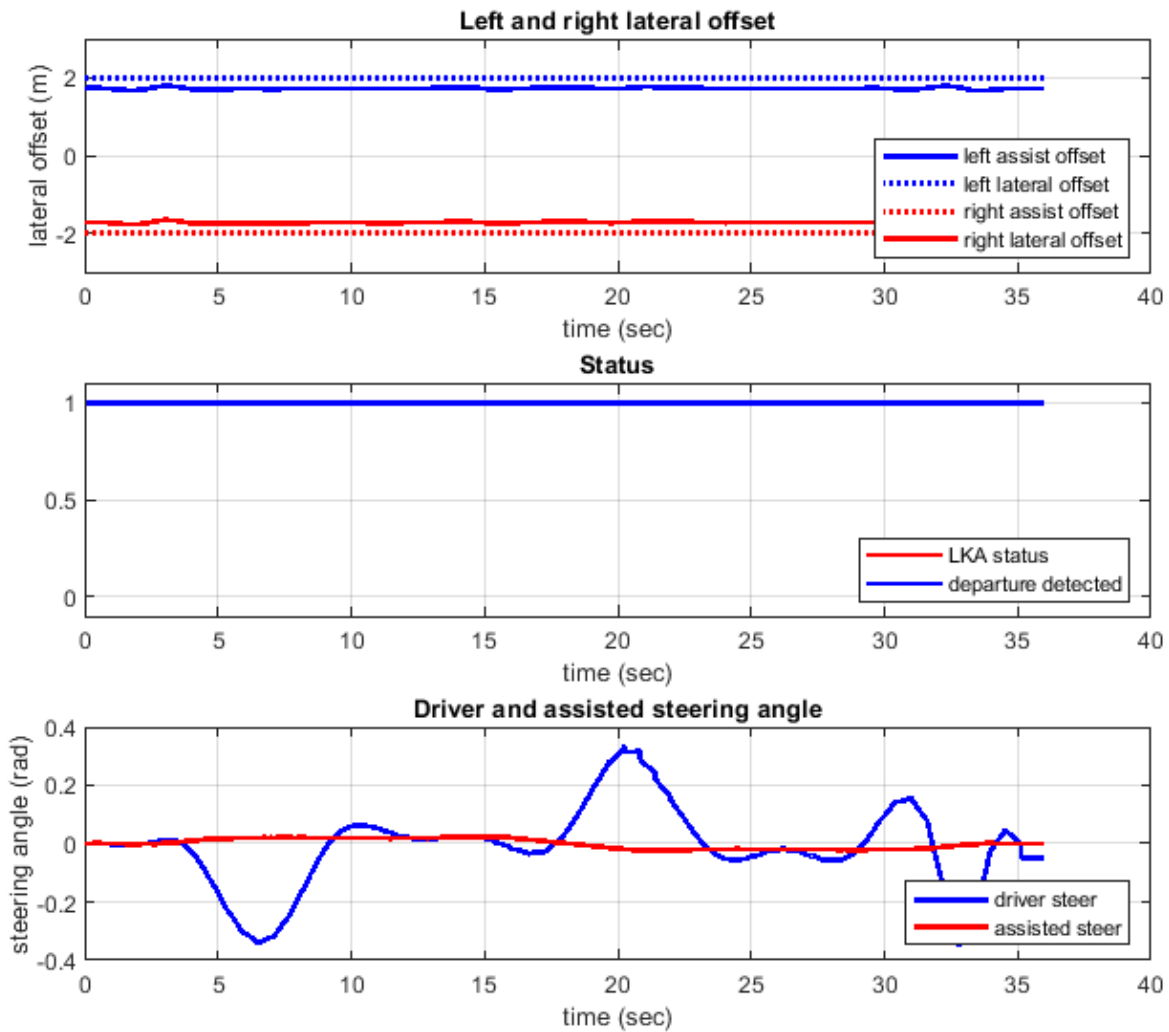 Left and right lateral offset
lateral offset (m)
2
0
-2
left assist offset
left lateral offset
right assist offset
right lateral offset
0 5 10 15 20 25 30 35 40
time (sec)
Status
1
0.5
0
LKA status
departure detected
0 5 10 15 20 25 30 35 40
time (sec)
Driver and assisted steering angle
steering angle (rad)
0.4
0.2
0
-0.2
-0.4
driver steer
assisted steer
0 5 10 15 20 25 30 35 40
time (sec)